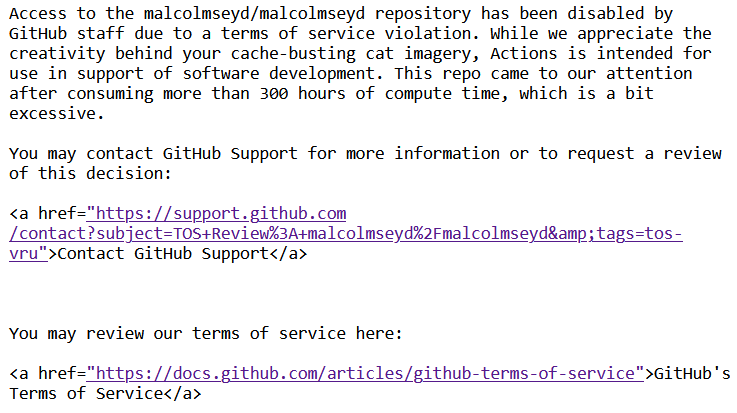 Access to the malcolmseyd/malcolmseyd repository has been disabled by
GitHub staff due to a terms of service violation. While we appreciate the
creativity behind your cache-busting cat imagery, Actions is intended for
use in support of software development. This repo came to our attention
after consuming more than 300 hours of compute time, which is a bit
excessive.
You may contact GitHub Support for more information or to request a review
of this decision:
<a href="https://support.github.com
/contact?subject=TOS+Review%3A+malcolmseyd%2Fmalcolmseyd&amp;tags=tos-
vru">Contact GitHub Support</a>
You may review our terms of service here:
<a href="https://docs.github.com/articles/github-terms-of-service">GitHub's
Terms of Service</a>